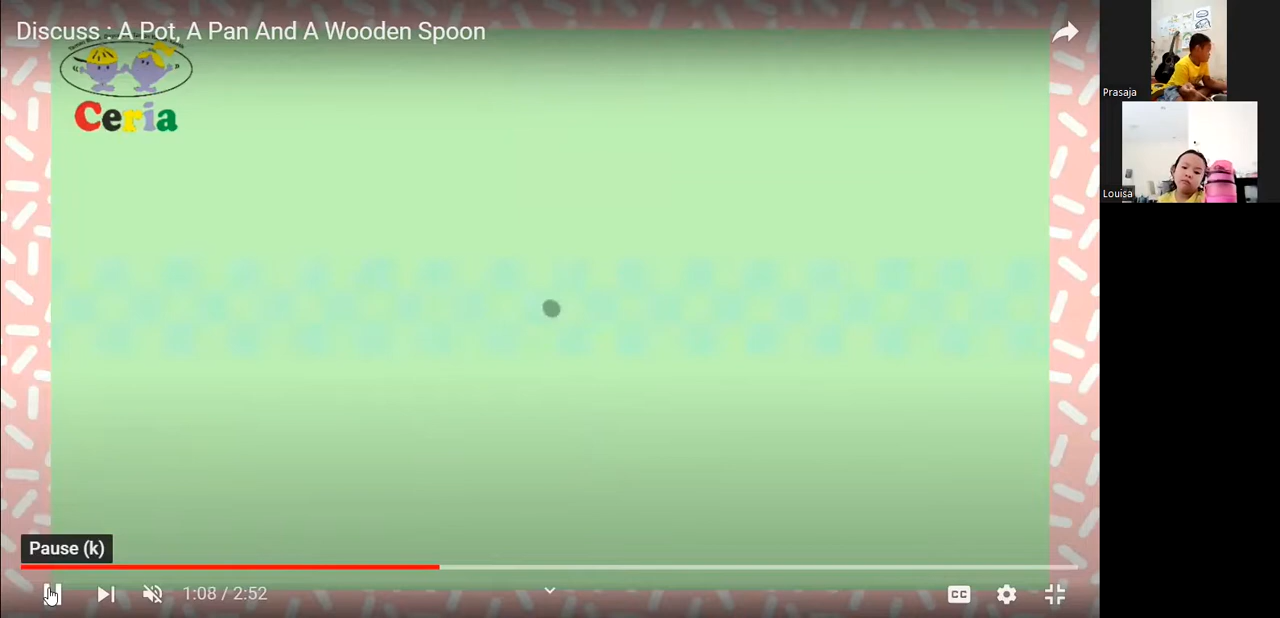 Discuss : A Pot, A Pan And A Wooden Spoon
Ceria
Prasaja
Louisa
Pause (k)
1:08 / 2:52
CC